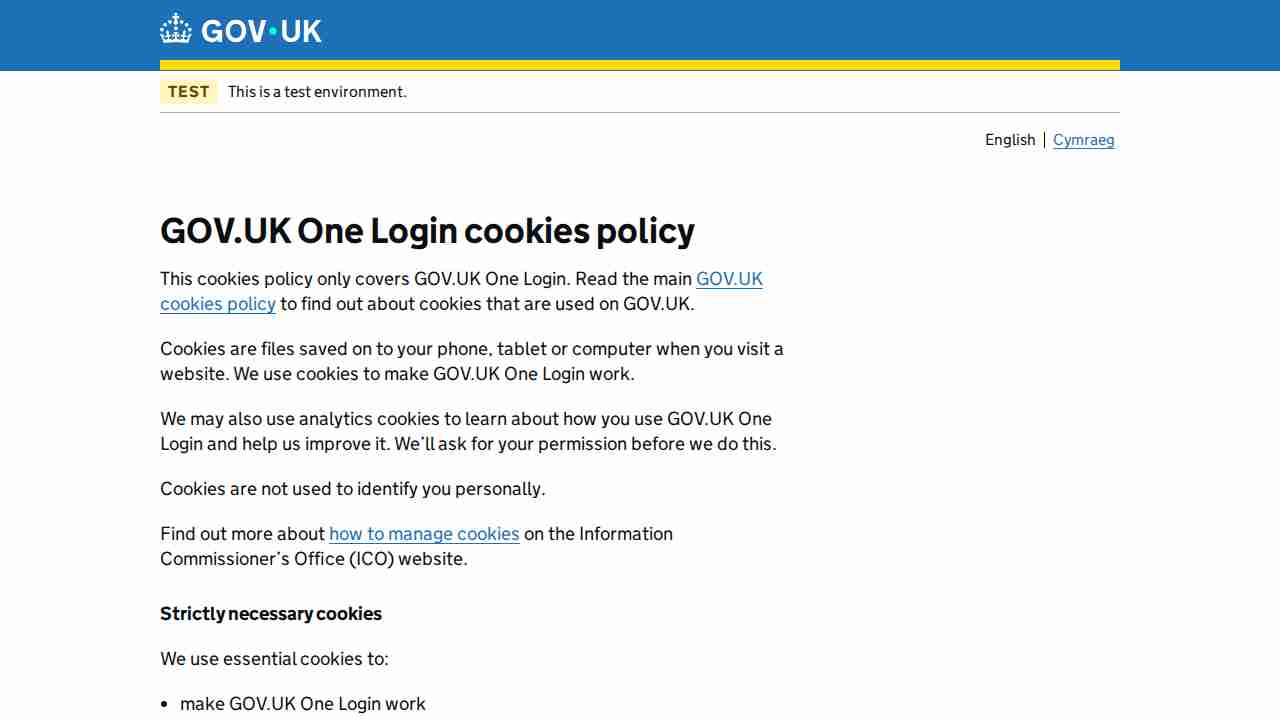 GOV·UK
TEST This is a test environment.
English | Cymraeg
GOV.UK One Login cookies policy
This cookies policy only covers GOV.UK One Login. Read the main GOV.UK
cookies policy to find out about cookies that are used on GOV.UK.
Cookies are files saved on to your phone, tablet or computer when you visit a
website. We use cookies to make GOV.UK One Login work.
We may also use analytics cookies to learn about how you use GOV.UK One
Login and help us improve it. We’ll ask for your permission before we do this.
Cookies are not used to identify you personally.
Find out more about how to manage cookies on the Information
Commissioner’s Office (ICO) website.
Strictly necessary cookies
We use essential cookies to:
• make GOV.UK One Login work